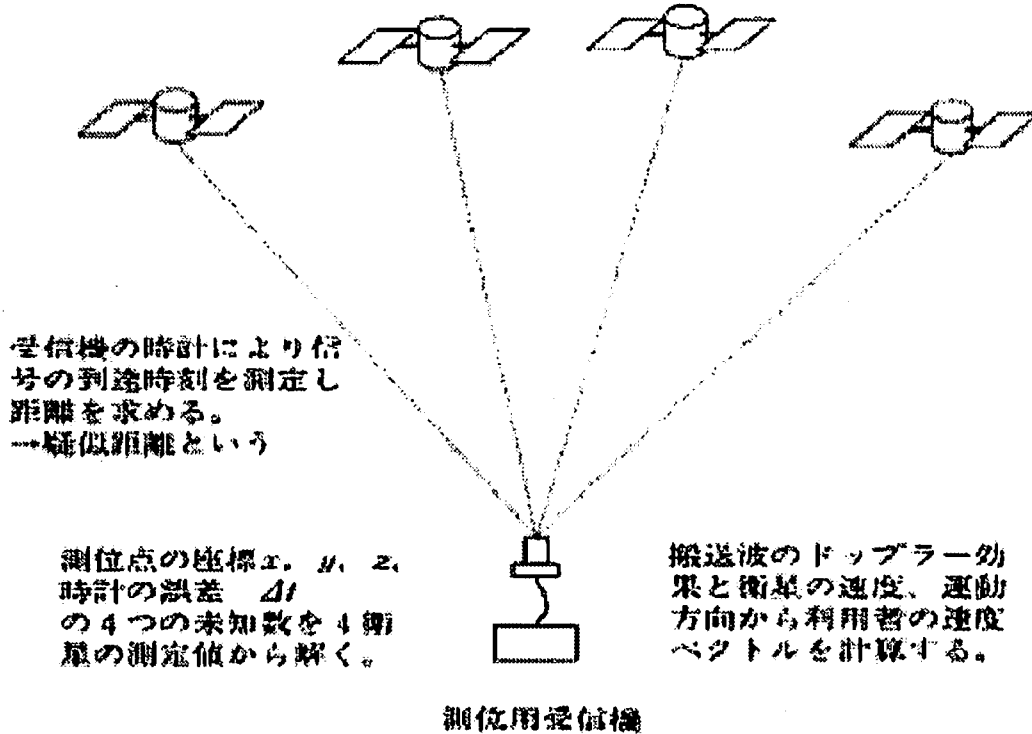 受信機の時計により信
号の到達時刻を測定し
距離を求める。
→疑似距離という
測位点の座標x, y, z,
時計の誤差 Δt
の4つの未知数を4衛
星の測定値から解く。
搬送波のドップラー効
果と衛星の速度、運動
方向から利用者の速度
ベクトルを計算する。
測位用受信機